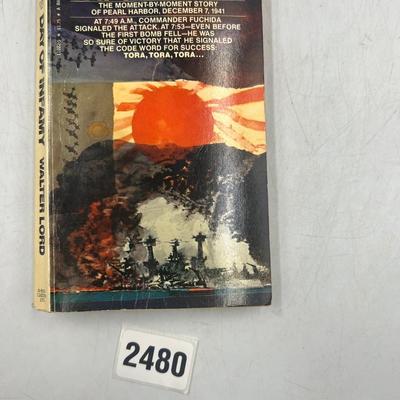 THE MOMENT-BY-MOMENT STORY
OF PEARL HARBOR, DECEMBER 7, 1941
AT 7:49 A.M. COMMANDER FUCHIDA
SIGNALED THE ATTACK. AT 7:53—EVEN BEFORE
THE FIRST BOMB FELL—HE WAS
SO SURE OF VICTORY THAT HE SIGNALED
THE CODE WORD FOR SUCCESS:
TORA, TORA, TORA...
DAY OF INFAMY WALTER LORD
2480